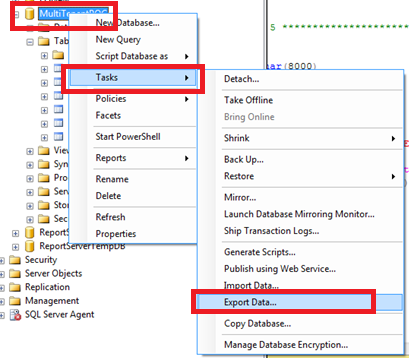 MultiTenantPOC
New Database...
New Query
Script Database as
Tasks
Policies
Facets
Start PowerShell
Reports
Rename
Delete
Refresh
Properties
Detach...
Take Offline
Bring Online
Shrink
Back Up...
Restore
Mirror...
Launch Database Mirroring Monitor...
Ship Transaction Logs...
Generate Scripts...
Publish using Web Service...
Import Data...
Export Data...
Copy Database...
Manage Database Encryption...
Tab
View
Syn
Pro
Serv
Stor
Sec
ReportServer
ReportServerTempDB
Security
Server Objects
Replication
Management
SQL Server Agent
5 ******************
ar(8000)